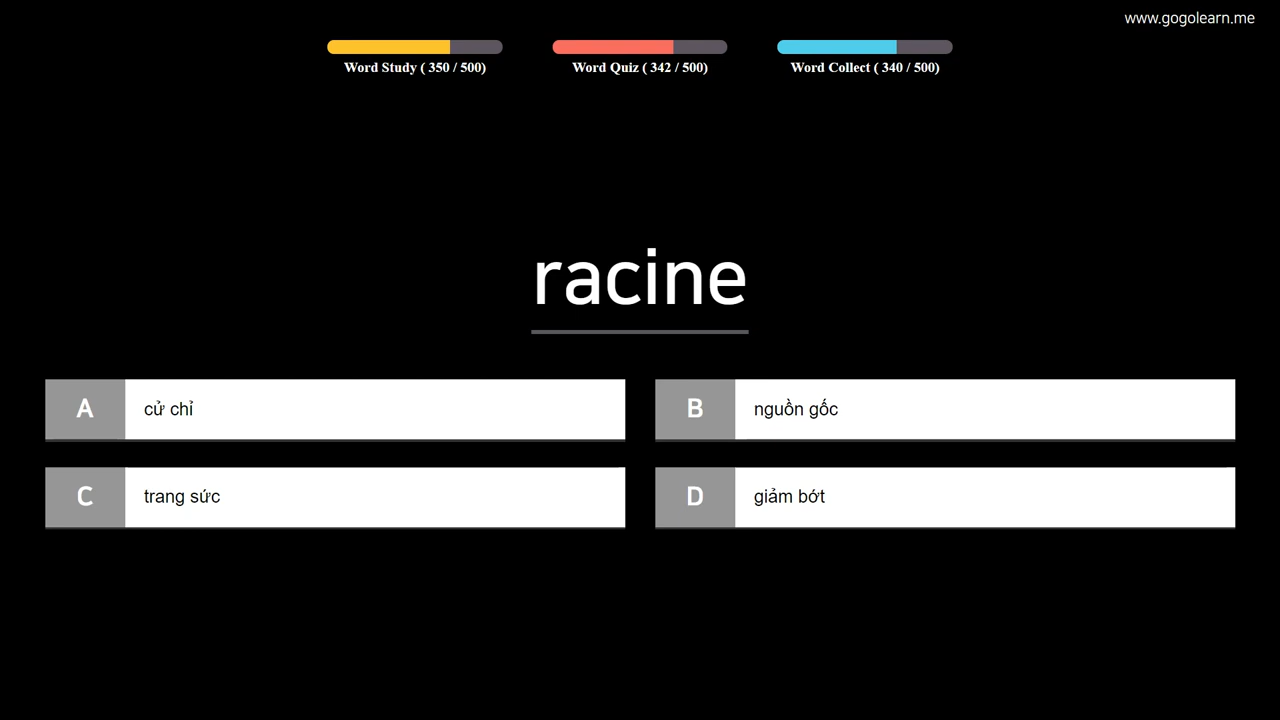 www.gogolearn.me
Word Study ( 350 / 500)
Word Quiz ( 342 / 500)
Word Collect ( 340 / 500)
racine
A cử chỉ
B nguồn gốc
C trang sức
D giảm bớt